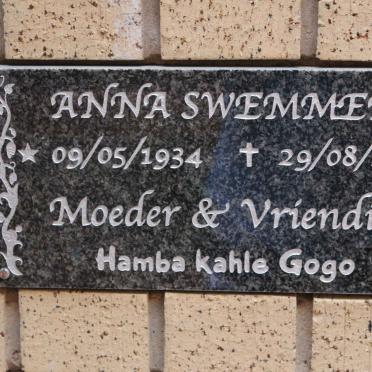 ANNA SWEMME
★ 09/05/1934 ✝ 29/08/
Moeder & Vriendi
Hamba kahle Gogo